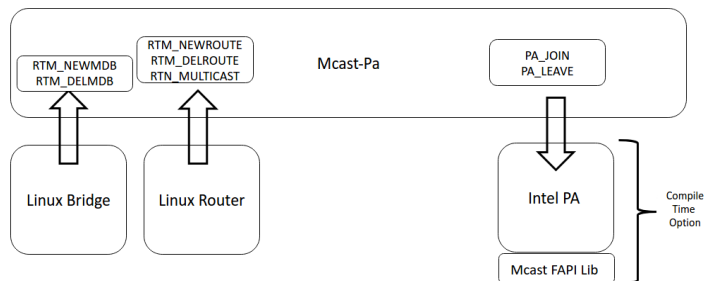 RTM_NEWMDB
RTM_DELMDB
RTM_NEWROUTE
RTM_DELROUTE
RTN_MULTICAST
Mcast-Pa
PA_JOIN
PA_LEAVE
Linux Bridge
Linux Router
Intel PA
Mcast FAPI Lib
Compile
Time
Option